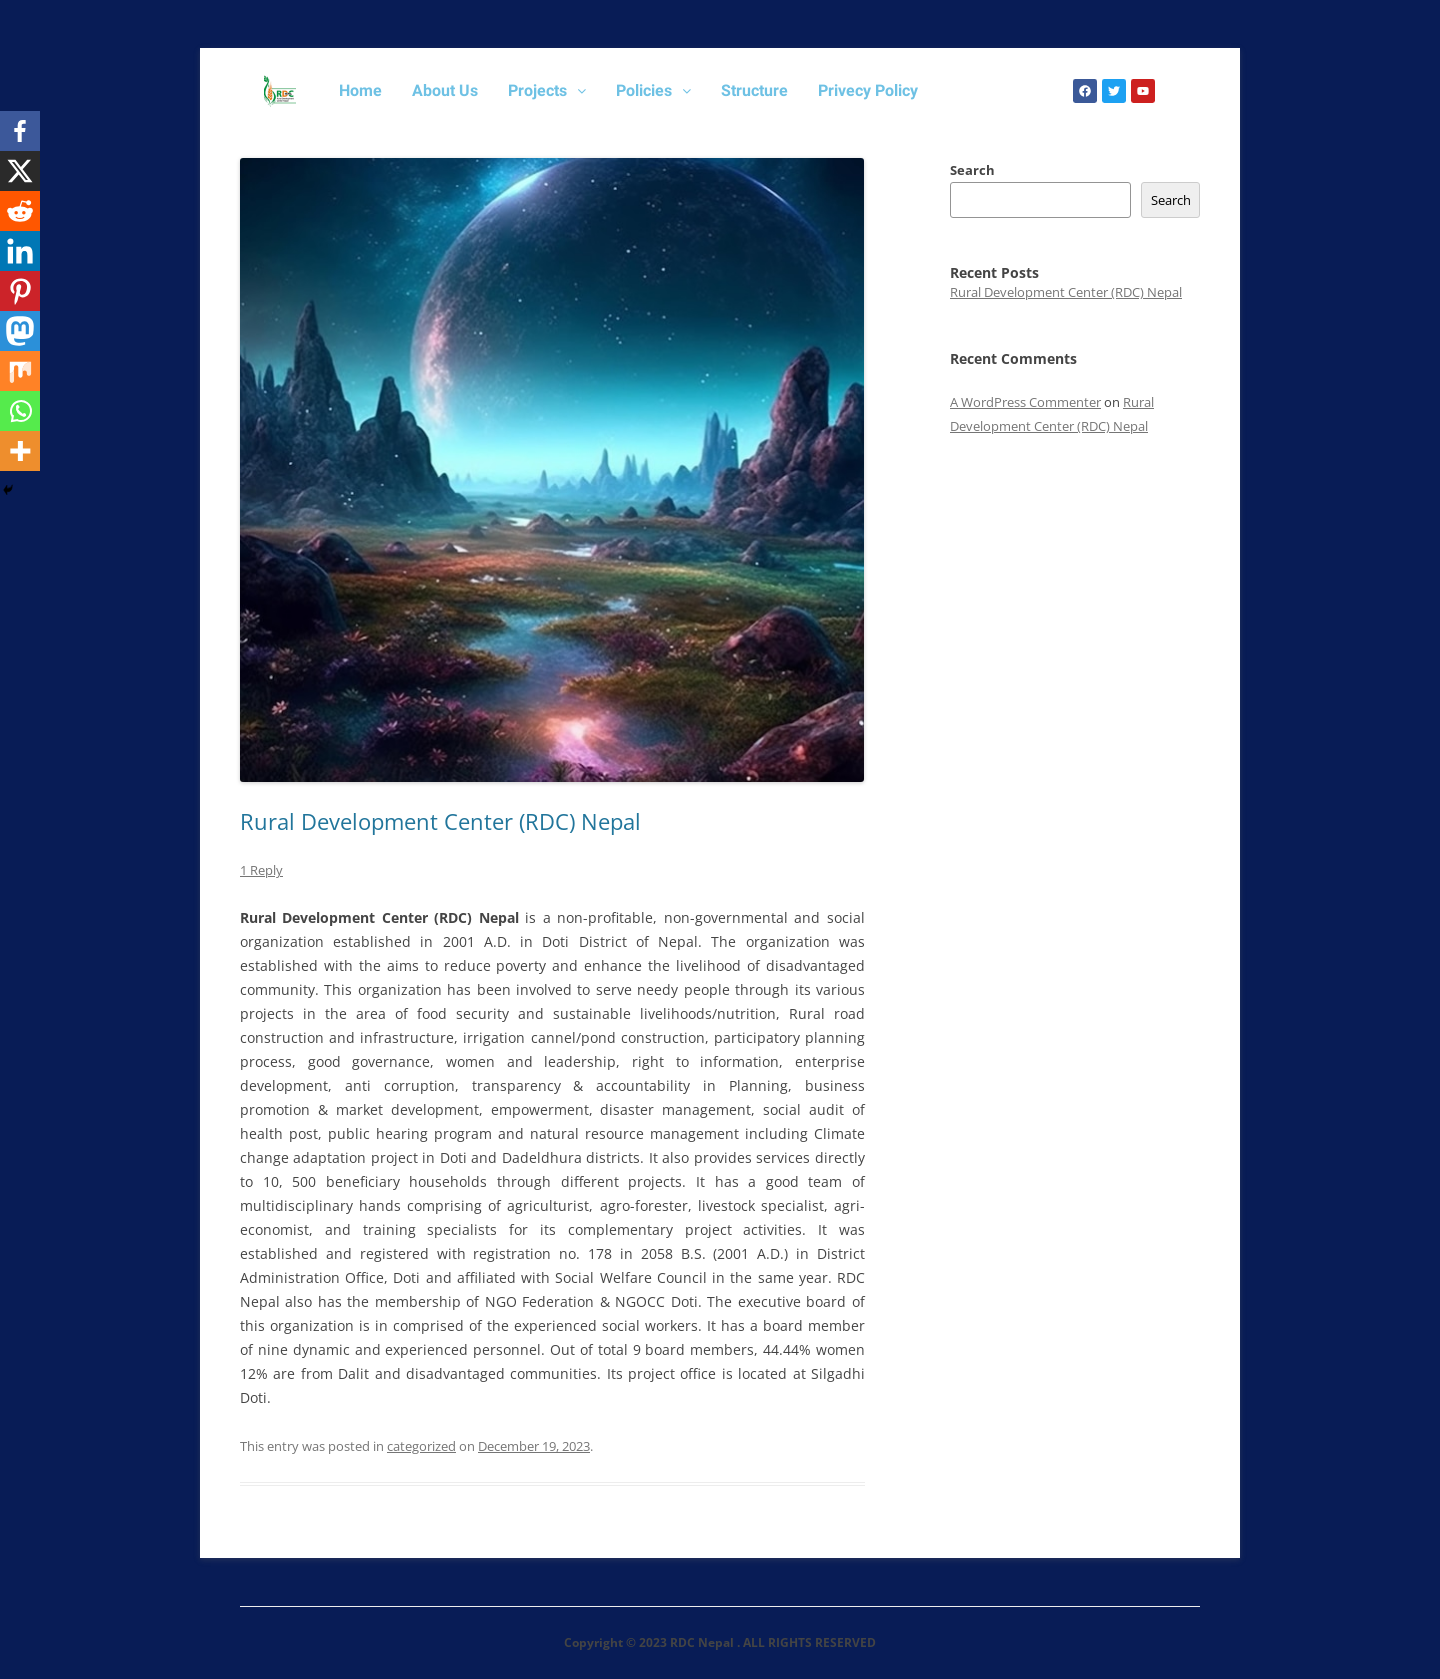 RDC
Home
About Us
Projects
Policies
Structure
Privecy Policy
Search
Search
Recent Posts
Rural Development Center (RDC) Nepal
Recent Comments
A WordPress Commenter on Rural
Development Center (RDC) Nepal
Rural Development Center (RDC) Nepal
1 Reply
Rural Development Center (RDC) Nepal is a non-profitable, non-governmental and social
organization established in 2001 A.D. in Doti District of Nepal. The organization was
established with the aims to reduce poverty and enhance the livelihood of disadvantaged
community. This organization has been involved to serve needy people through its various
projects in the area of food security and sustainable livelihoods/nutrition, Rural road
construction and infrastructure, irrigation cannel/pond construction, participatory planning
process, good governance, women and leadership, right to information, enterprise
development, anti corruption, transparency & accountability in Planning, business
promotion & market development, empowerment, disaster management, social audit of
health post, public hearing program and natural resource management including Climate
change adaptation project in Doti and Dadeldhura districts. It also provides services directly
to 10, 500 beneficiary households through different projects. It has a good team of
multidisciplinary hands comprising of agriculturist, agro-forester, livestock specialist, agri-
economist, and training specialists for its complementary project activities. It was
established and registered with registration no. 178 in 2058 B.S. (2001 A.D.) in District
Administration Office, Doti and affiliated with Social Welfare Council in the same year. RDC
Nepal also has the membership of NGO Federation & NGOCC Doti. The executive board of
this organization is in comprised of the experienced social workers. It has a board member
of nine dynamic and experienced personnel. Out of total 9 board members, 44.44% women
12% are from Dalit and disadvantaged communities. Its project office is located at Silgadhi
Doti.
This entry was posted in categorized on December 19, 2023.
Copyright © 2023 RDC Nepal . ALL RIGHTS RESERVED